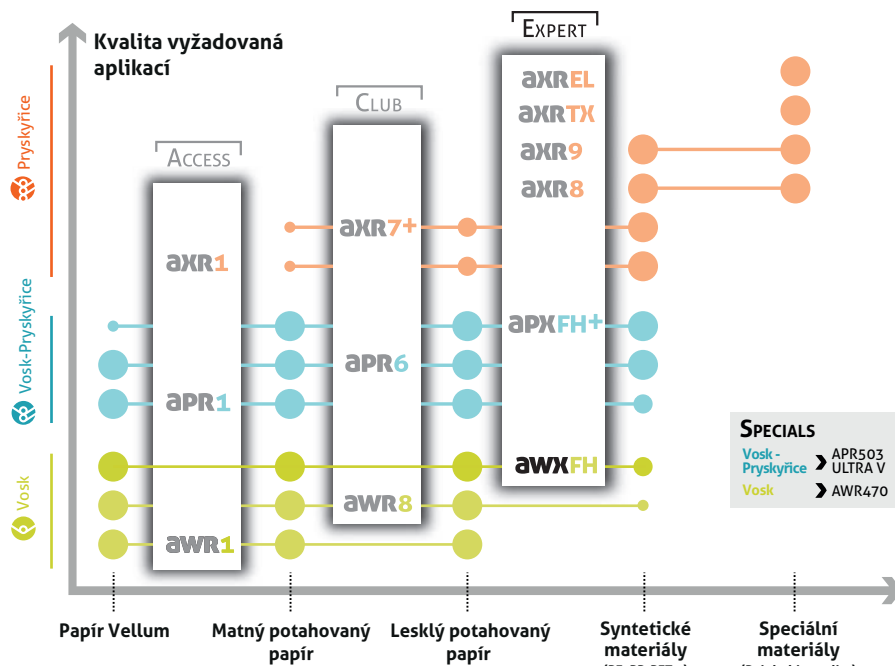 Kvalita vyžadovaná
aplikací
EXPERT
CLUB
ACCESS
Pryskyřice
Vosk-Pryskyřice
Vosk
aXREL
aXRTX
aXR9
aXR8
aXR7+
aXR1
aPXFH+
aPR6
aPR1
aWXFH
aWR8
aWR1
SPECIALS
Vosk - Pryskyřice
APR503
ULTRA V
Vosk
AWR470
Papír Vellum
Matný potahovaný
papír
Lesklý potahovaný
papír
Syntetické
materiály
Speciální
materiály